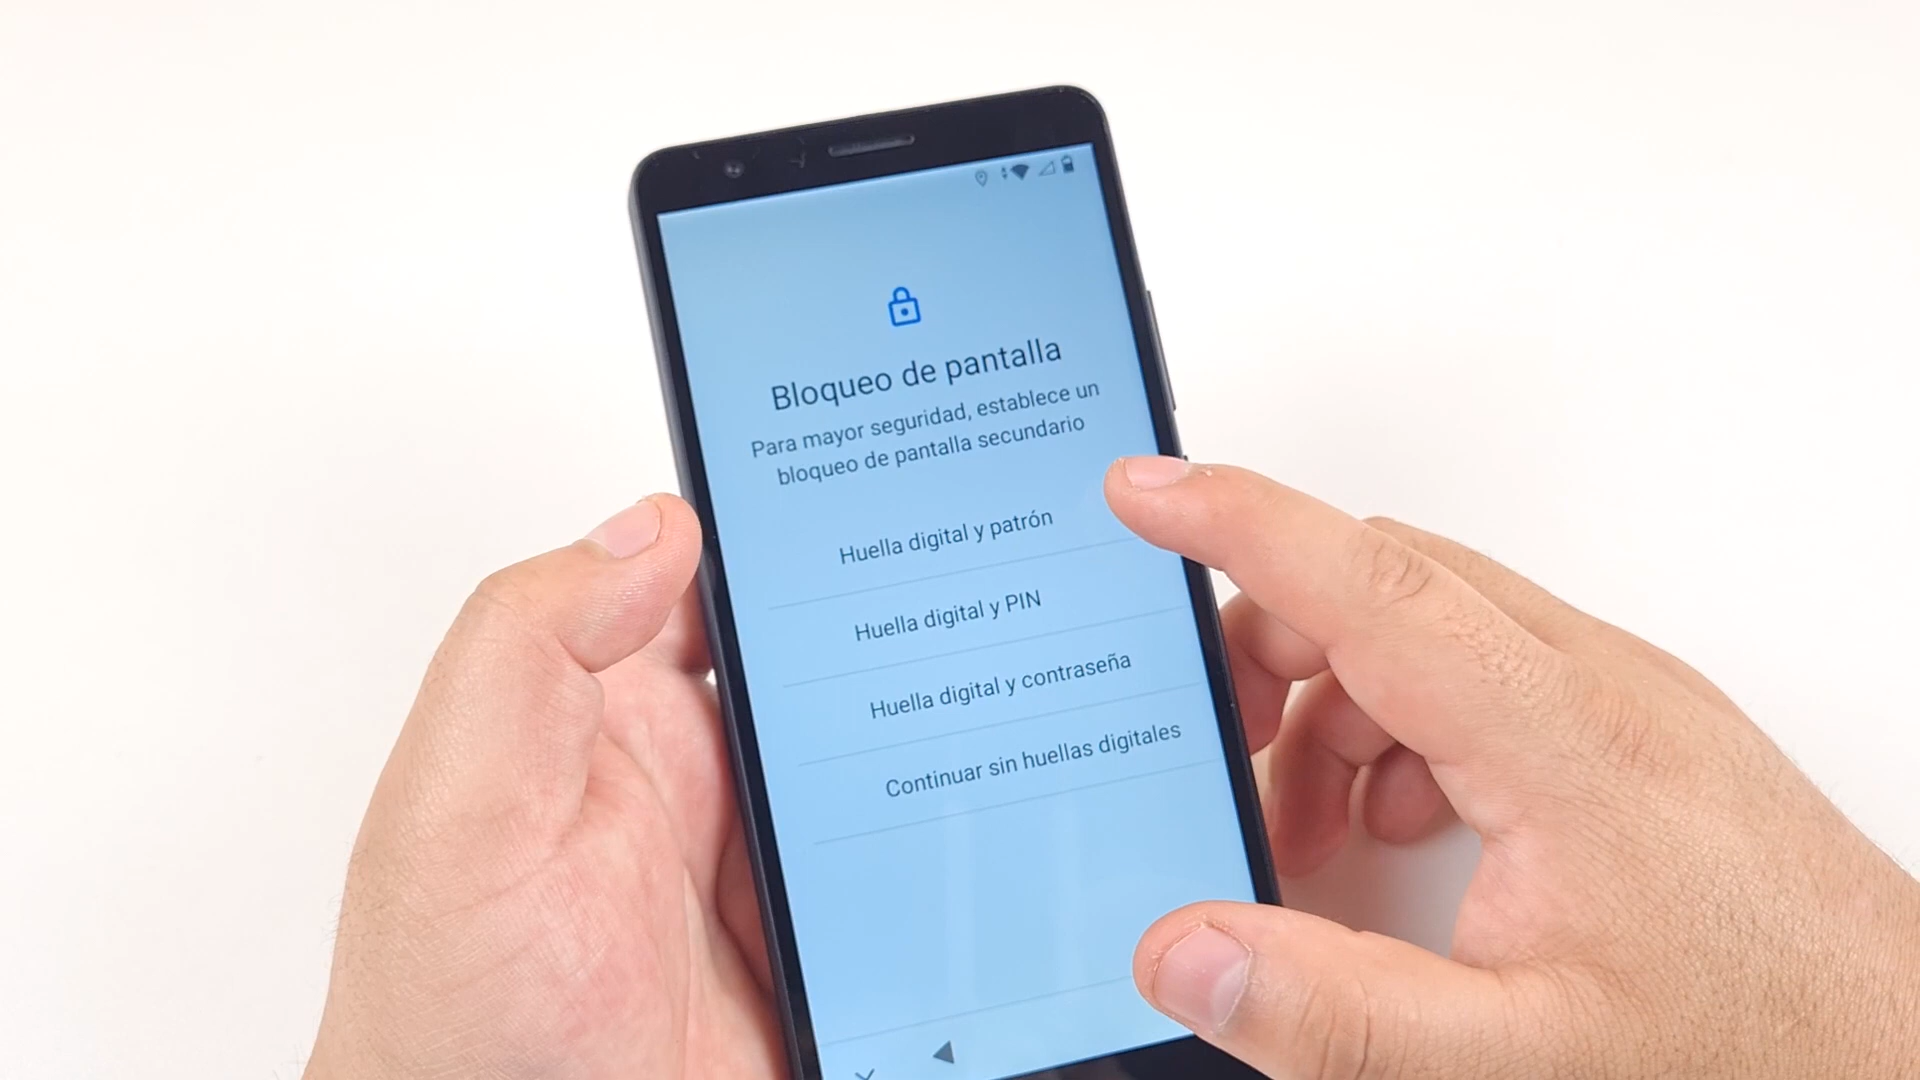 Bloqueo de pantalla
Para mayor seguridad, establece un
bloqueo de pantalla secundario
Huella digital y patrón
Huella digital y PIN
Huella digital y contraseña
Continuar sin huellas digitales